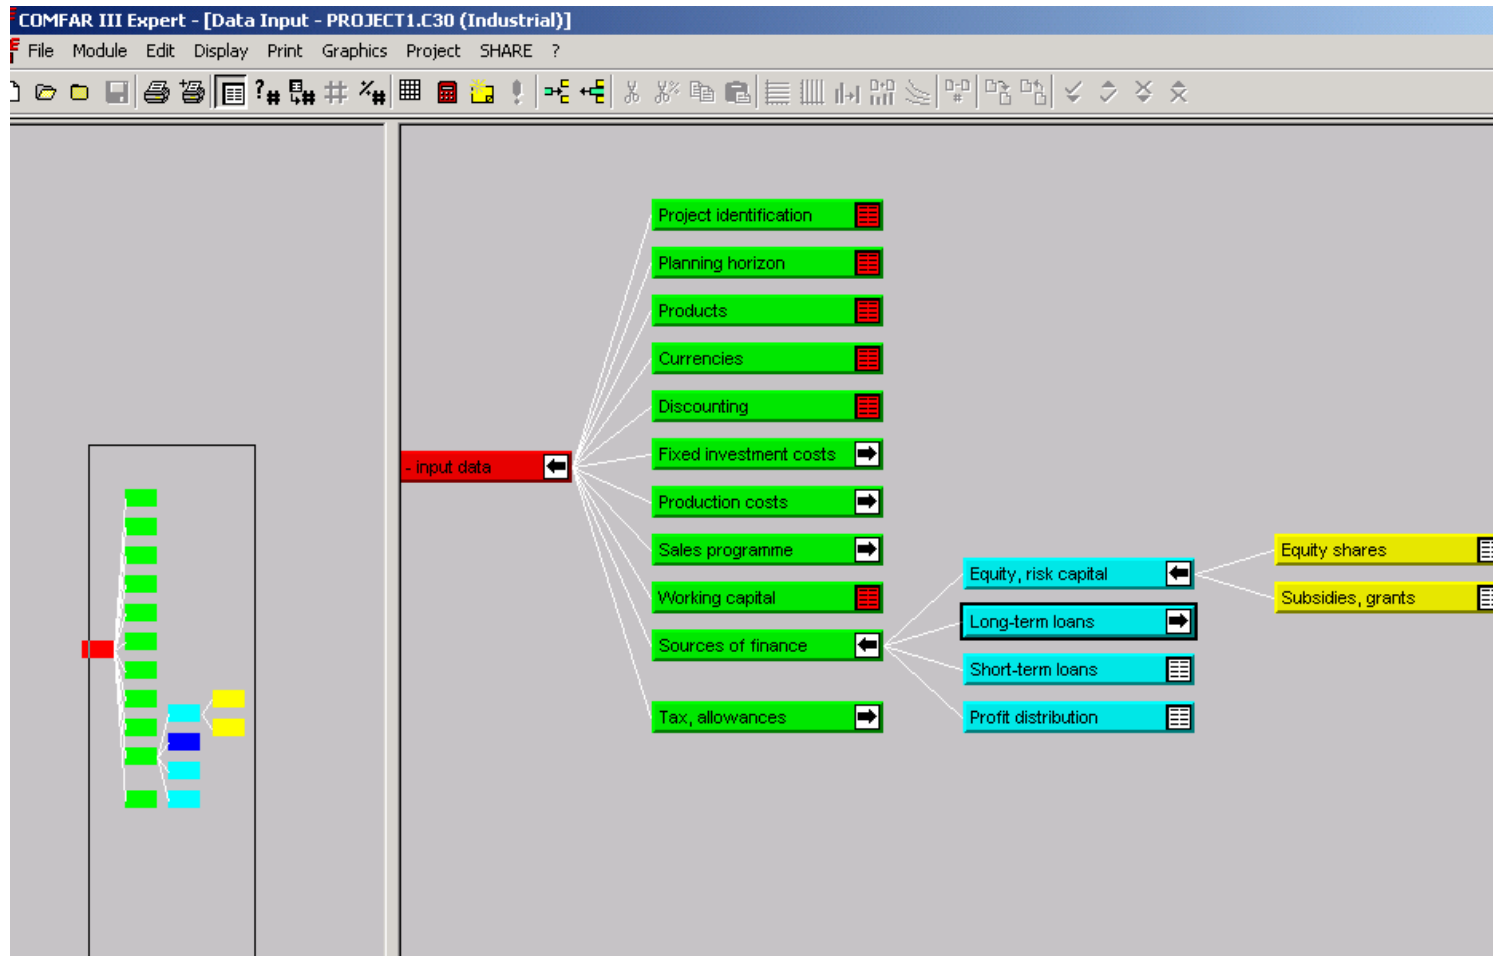 COMFAR III Expert - [Data Input - PROJECT1.C30 (Industrial)]
File Module Edit Display Print Graphics Project SHARE ?
Project identification
Planning horizon
Products
Currencies
Discounting
Fixed investment costs
- input data
Production costs
Sales programme
Equity shares
Equity, risk capital
Working capital
Subsidies, grants
Long-term loans
Sources of finance
Short-term loans
Tax, allowances
Profit distribution